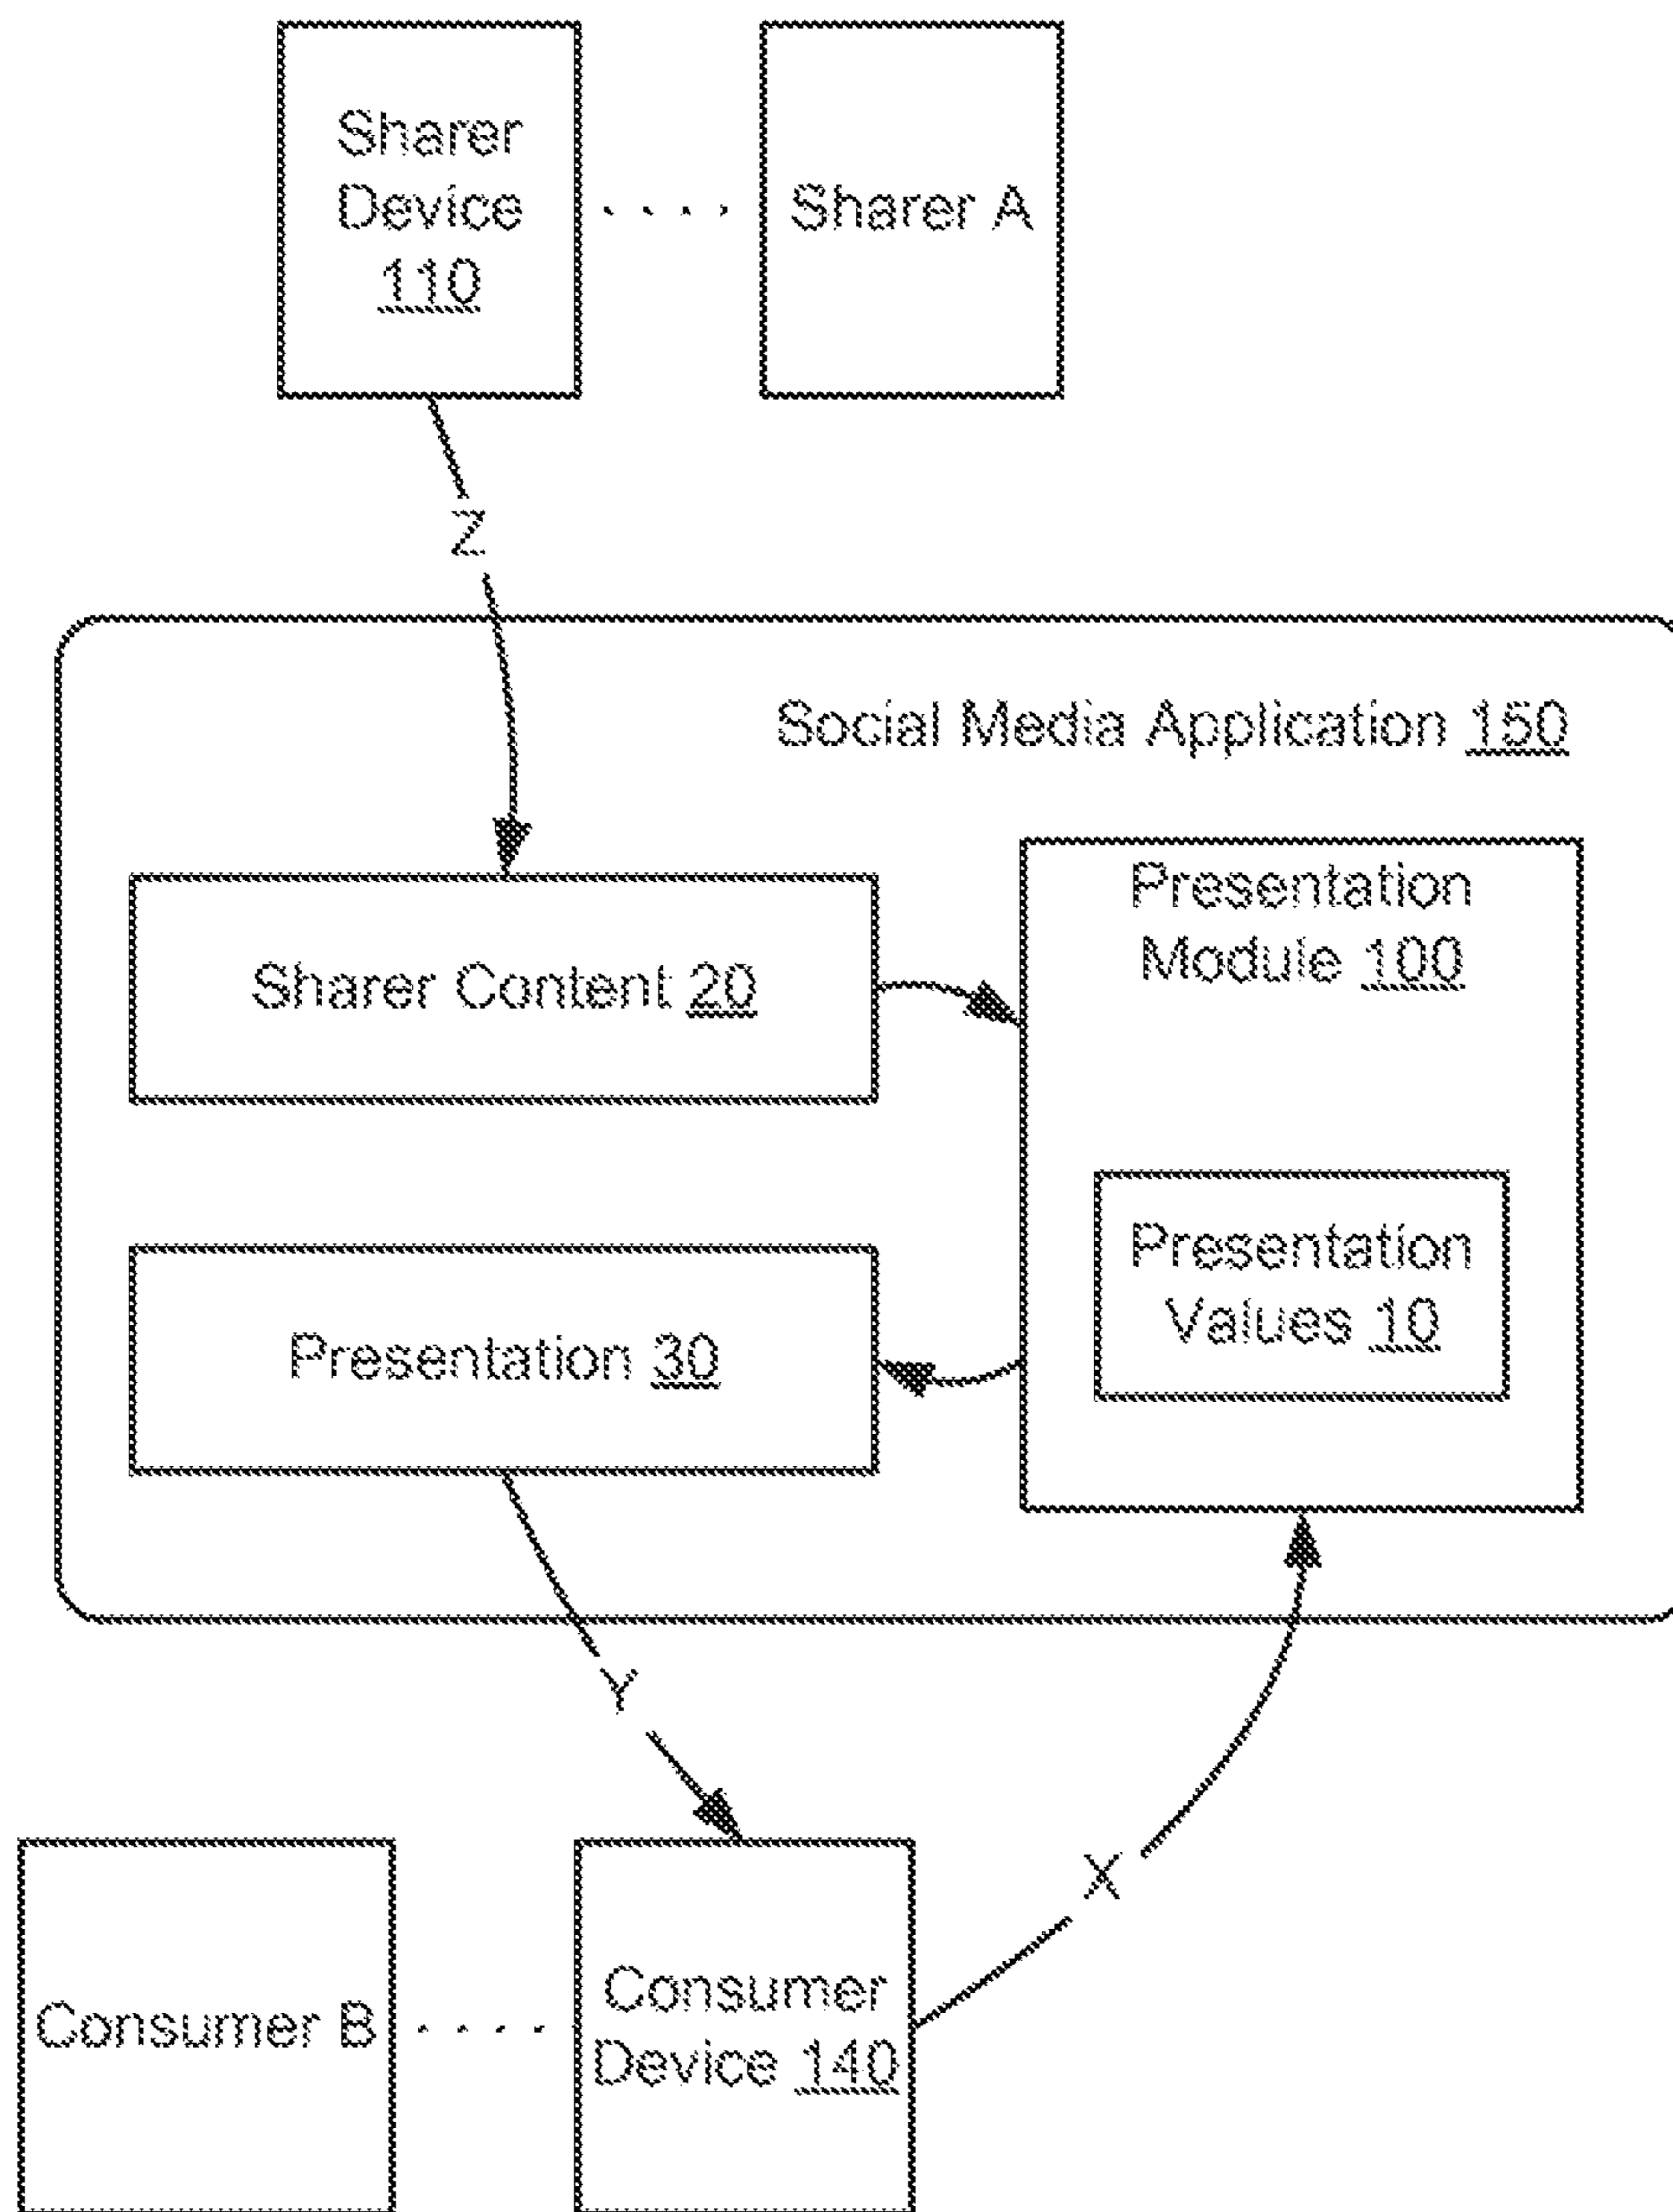 Sharer
Device
110
Sharer A
Z
Social Media Application 150
Presentation
Module 100
Sharer Content 20
Presentation
Values 10
Presentation 30
Y
X
Consumer B
Consumer
Device 140